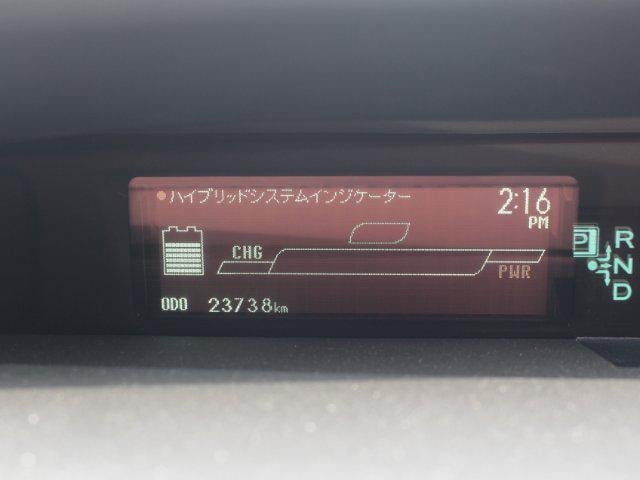 ハイブリッドシステムインジケーター
2:16
PM
CHG
PWR
ODO 23738km
P
R
N
D